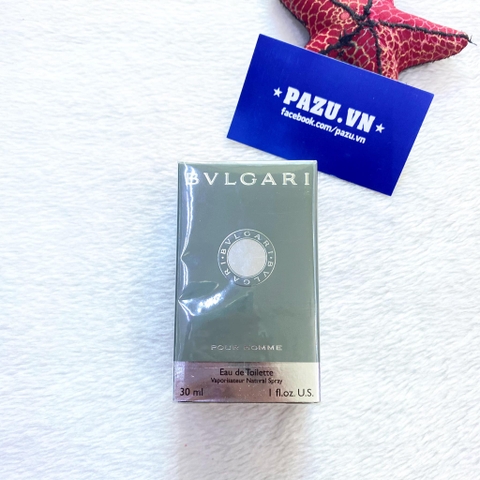 ★ PAZU.VN ★
facebook.com/pazu.vn
BVLGARI
BVLGARI • BVLGARI •
POUR HOMME
Eau de Toilette
Vaporisateur Natural Spray
30 ml 1 fl.oz. U.S.